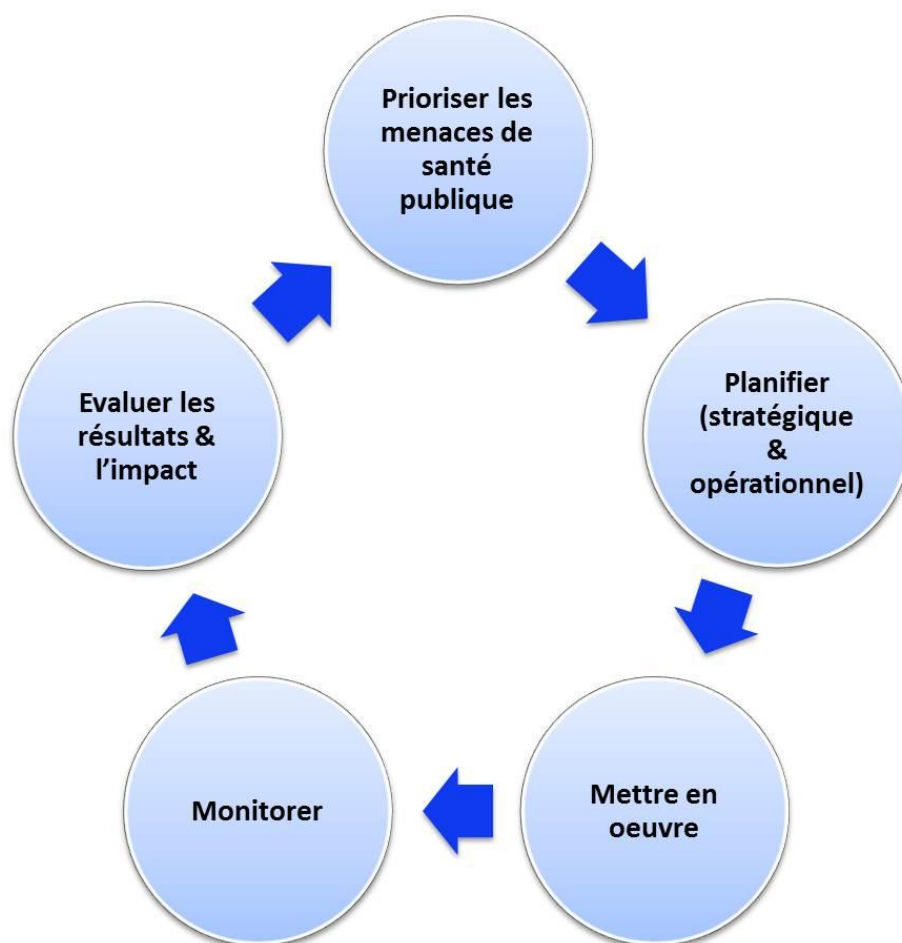 Prioriser les
menaces de
santé
publique
Planifier
(stratégique
&
opérationnel)
Mettre en
oeuvre
Monitorer
Evaluer les
résultats &
l’impact